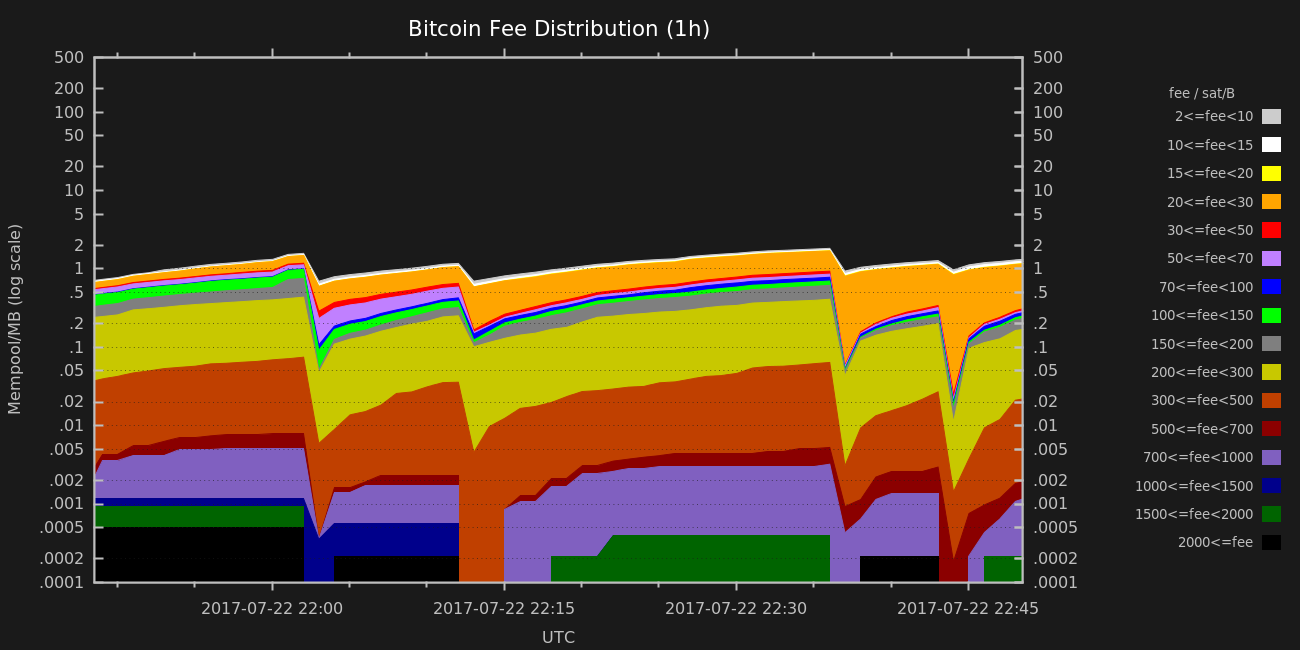 Bitcoin Fee Distribution (1h)
Mempool/MB (log scale)
500
200
100
50
20
10
5
2
1
.5
.2
.1
.05
.02
.01
.005
.002
.001
.0005
.0002
.0001
500
200
100
50
20
10
5
2
1
.5
.2
.1
.05
.02
.01
.005
.002
.001
.0005
.0002
.0001
2017-07-22 22:00
2017-07-22 22:15
2017-07-22 22:30
2017-07-22 22:45
UTC
fee / sat/B
2<=fee<10
10<=fee<15
15<=fee<20
20<=fee<30
30<=fee<50
50<=fee<70
70<=fee<100
100<=fee<150
150<=fee<200
200<=fee<300
300<=fee<500
500<=fee<700
700<=fee<1000
1000<=fee<1500
1500<=fee<2000
2000<=fee